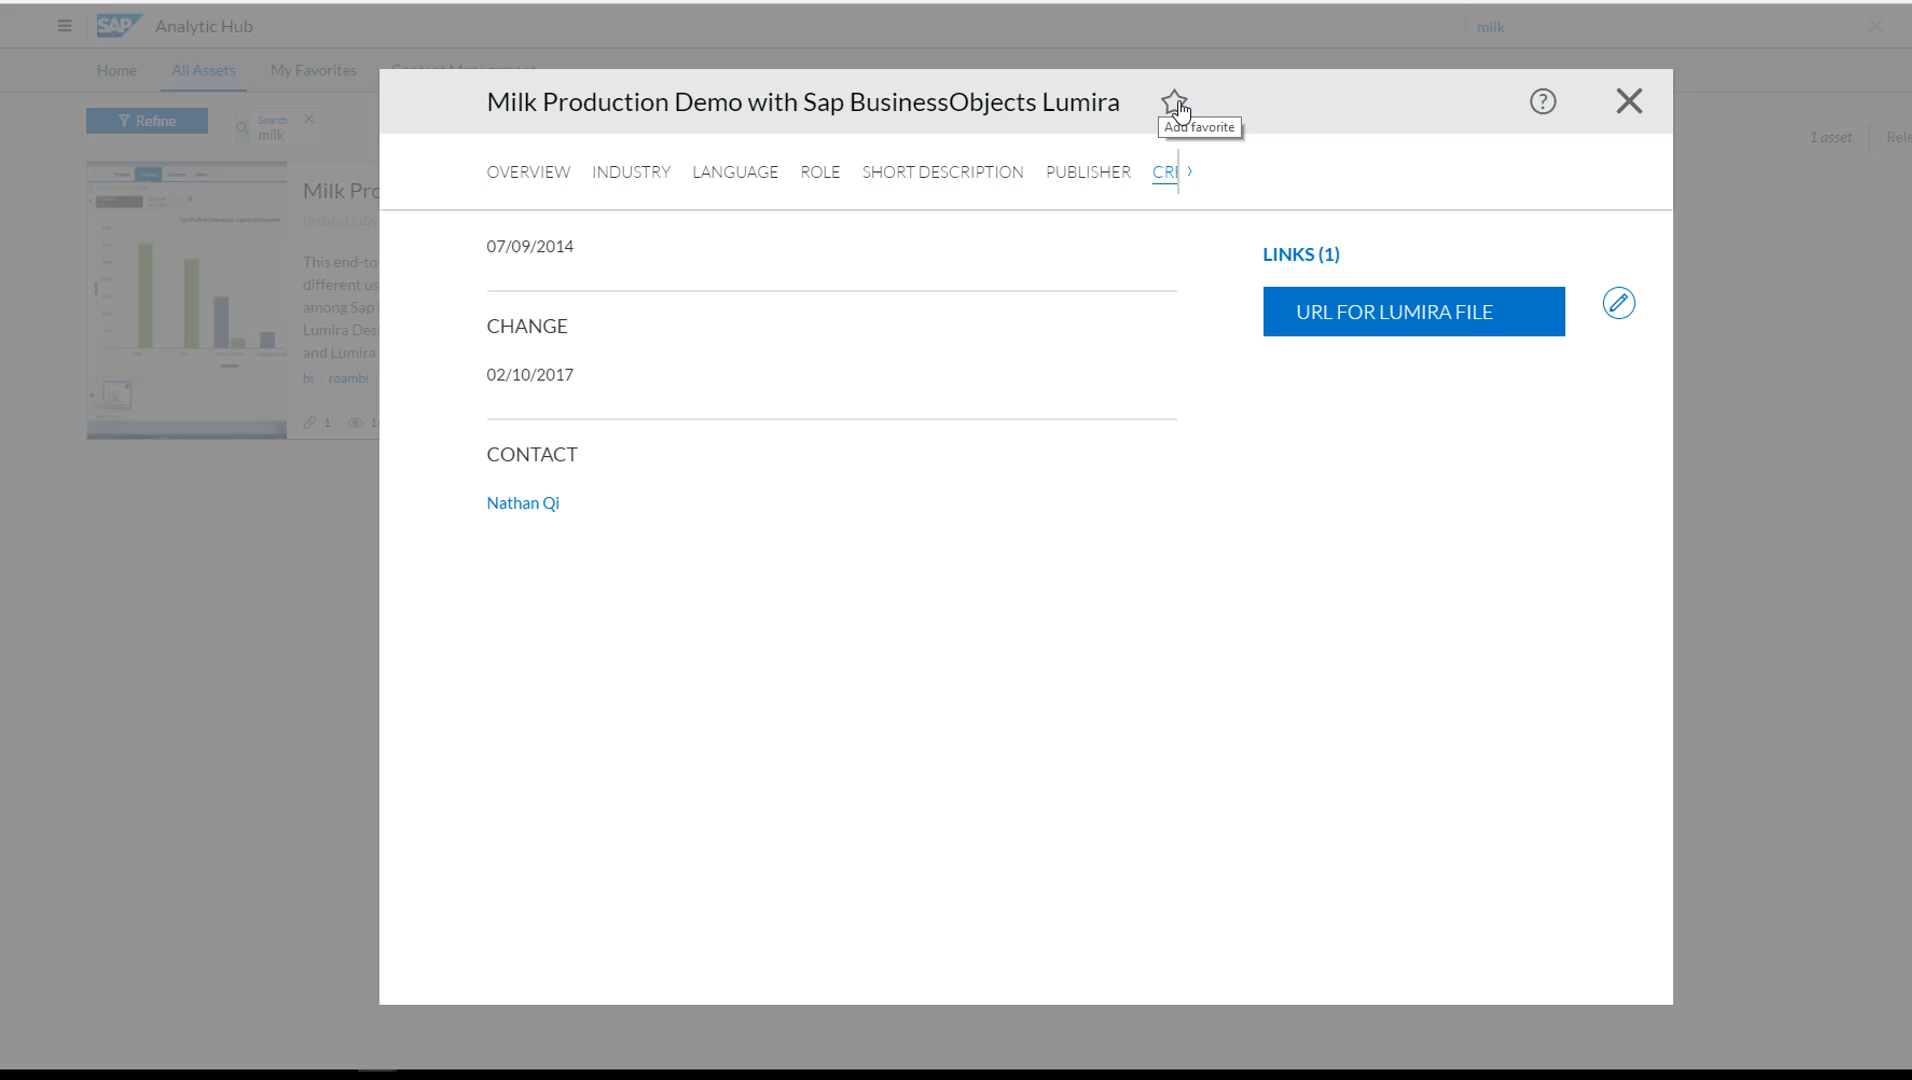 SAP Analytic Hub
milk
Home All Assets My Favorites
Refine
Search
milk
1 asset
Milk Production Demo with Sap BusinessObjects Lumira
Add favorite
OVERVIEW INDUSTRY LANGUAGE ROLE SHORT DESCRIPTION PUBLISHER
07/09/2014
LINKS (1)
URL FOR LUMIRA FILE
CHANGE
02/10/2017
CONTACT
Nathan Qi
Milk Pro
This end-to
different us
among Sap
Lumira Des
and Lumira
bi roambi
1